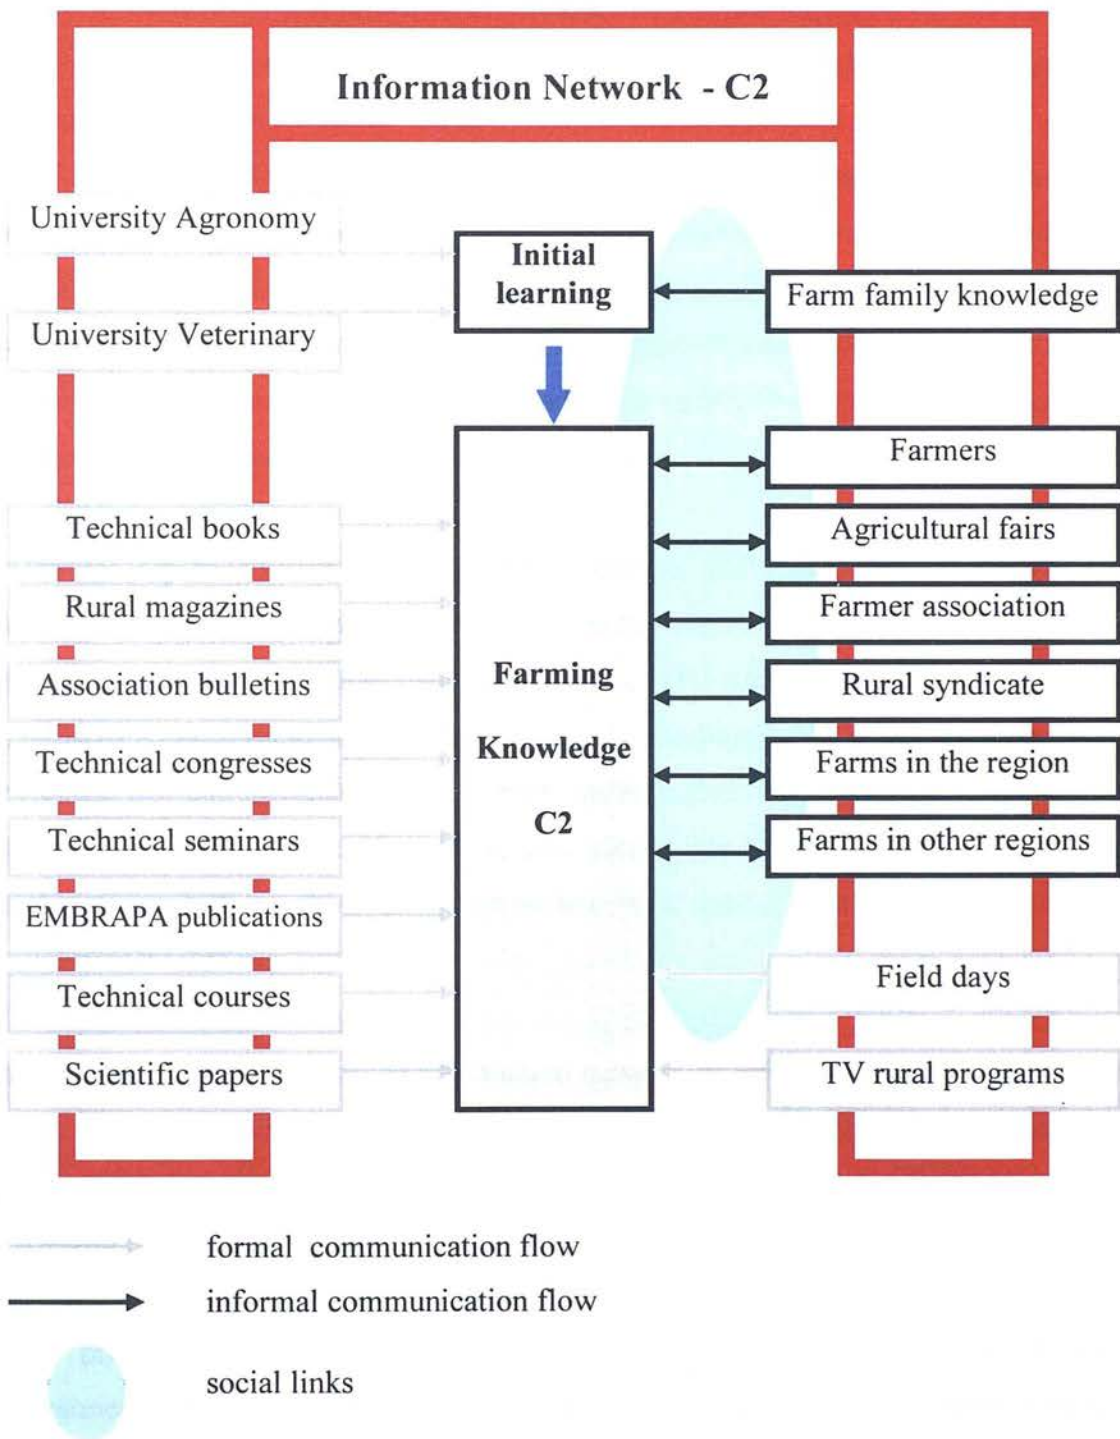 Information Network - C2
University Agronomy
University Veterinary
Initial
learning
Farm family knowledge
Technical books
Rural magazines
Association bulletins
Technical congresses
Technical seminars
EMBRAPA publications
Technical courses
Scientific papers
Farming
Knowledge
C2
Farmers
Agricultural fairs
Farmer association
Rural syndicate
Farms in the region
Farms in other regions
Field days
TV rural programs
formal communication flow
informal communication flow
social links